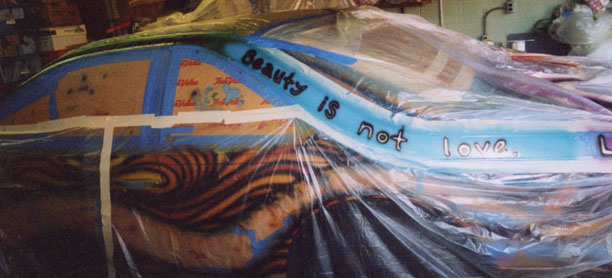 Beauty is not love. L